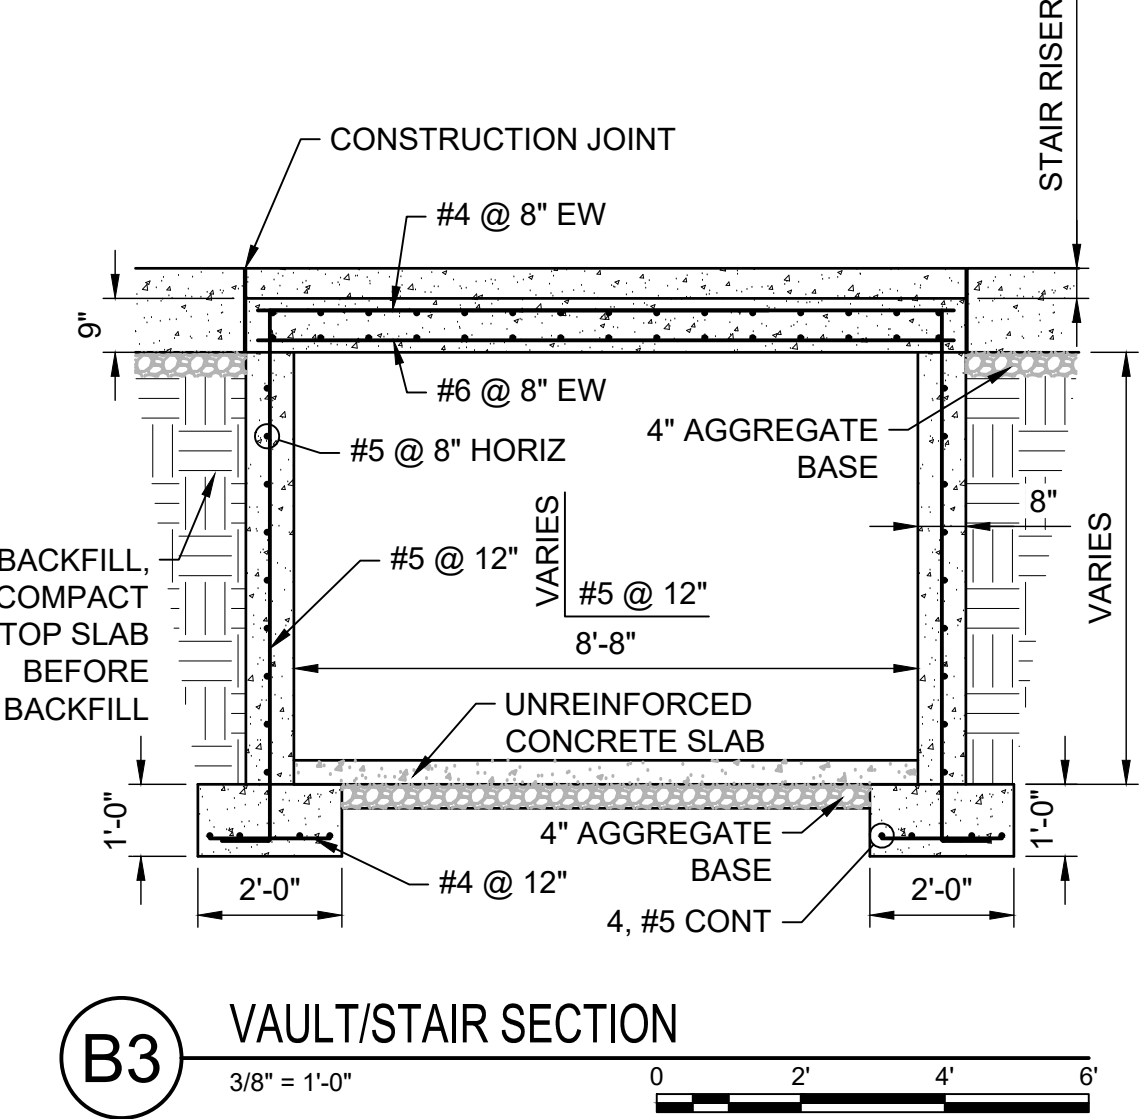 STAIR RISER
CONSTRUCTION JOINT
#4 @ 8" EW
9"
#6 @ 8" EW
4" AGGREGATE
BASE
#5 @ 8" HORIZ
8"
VARIES
#5 @ 12"
VARIES
#5 @ 12"
8'-8"
BACKFILL,
COMPACT
TOP SLAB
BEFORE
BACKFILL
UNREINFORCED
CONCRETE SLAB
1'-0"
4" AGGREGATE
BASE
1'-0"
#4 @ 12"
2'-0"
2'-0"
4, #5 CONT
B3
VAULT/STAIR SECTION
3/8" = 1'-0"
0 2' 4' 6'